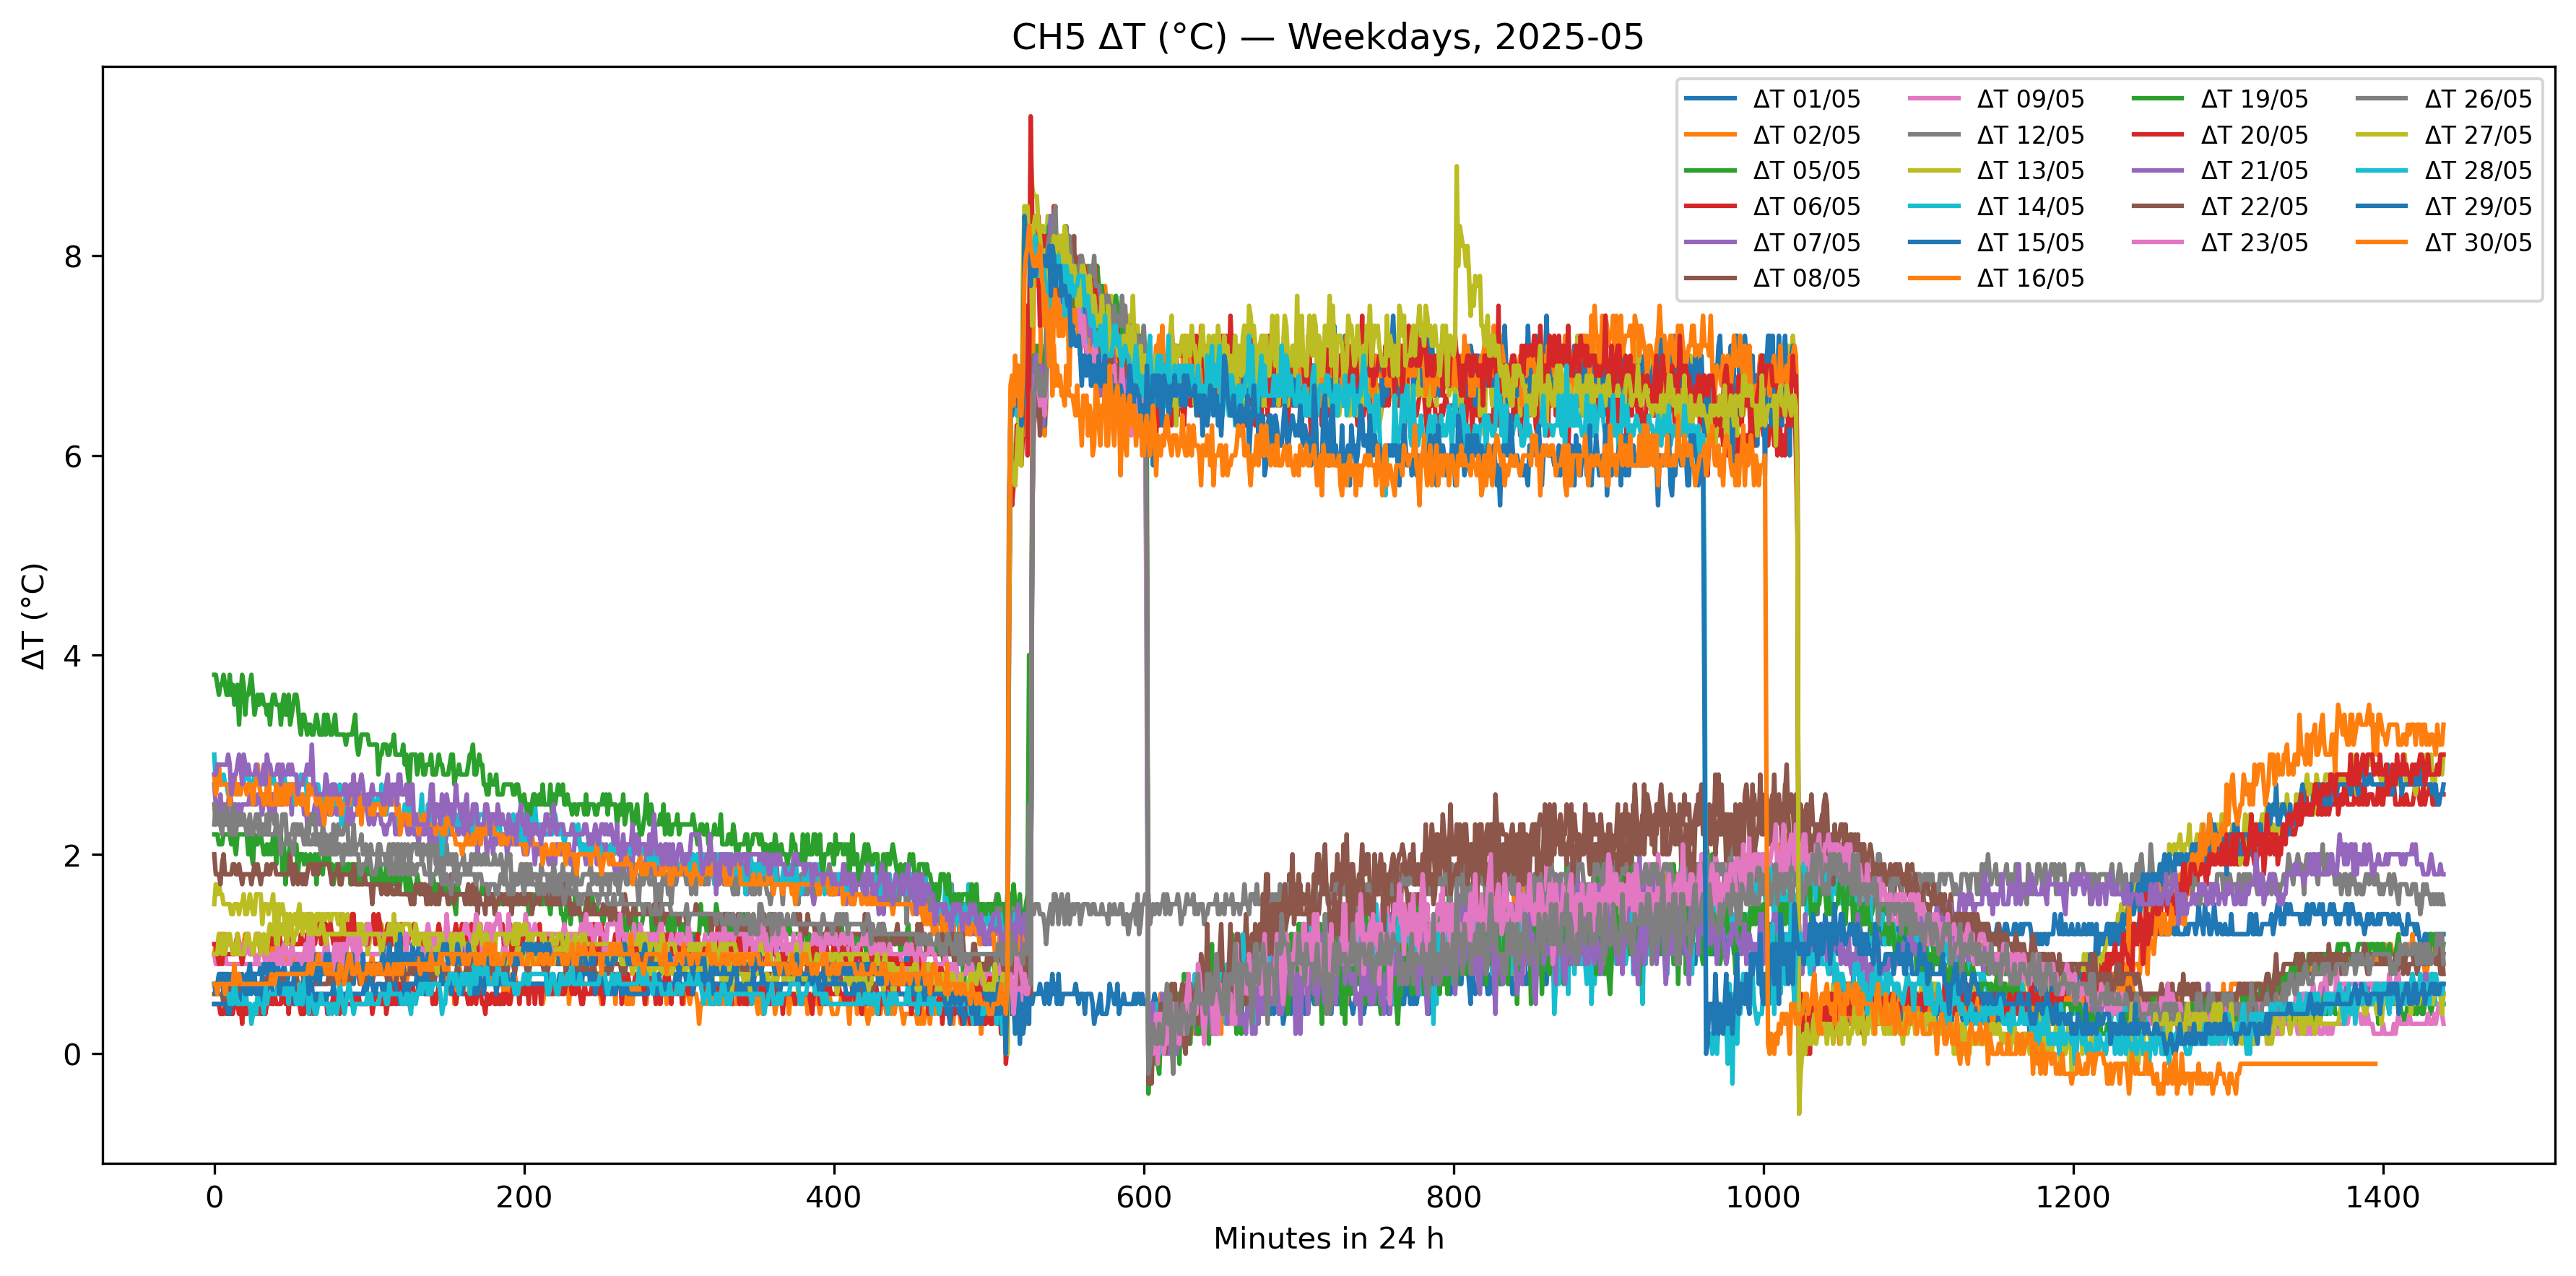 CH5 ΔT (°C) — Weekdays, 2025-05
ΔT 01/05
ΔT 02/05
ΔT 05/05
ΔT 06/05
ΔT 07/05
ΔT 08/05
ΔT 09/05
ΔT 12/05
ΔT 13/05
ΔT 14/05
ΔT 15/05
ΔT 16/05
ΔT 19/05
ΔT 20/05
ΔT 21/05
ΔT 22/05
ΔT 23/05
ΔT 26/05
ΔT 27/05
ΔT 28/05
ΔT 29/05
ΔT 30/05
ΔT (°C)
8
6
4
2
0
0 200 400 600 800 1000 1200 1400
Minutes in 24 h